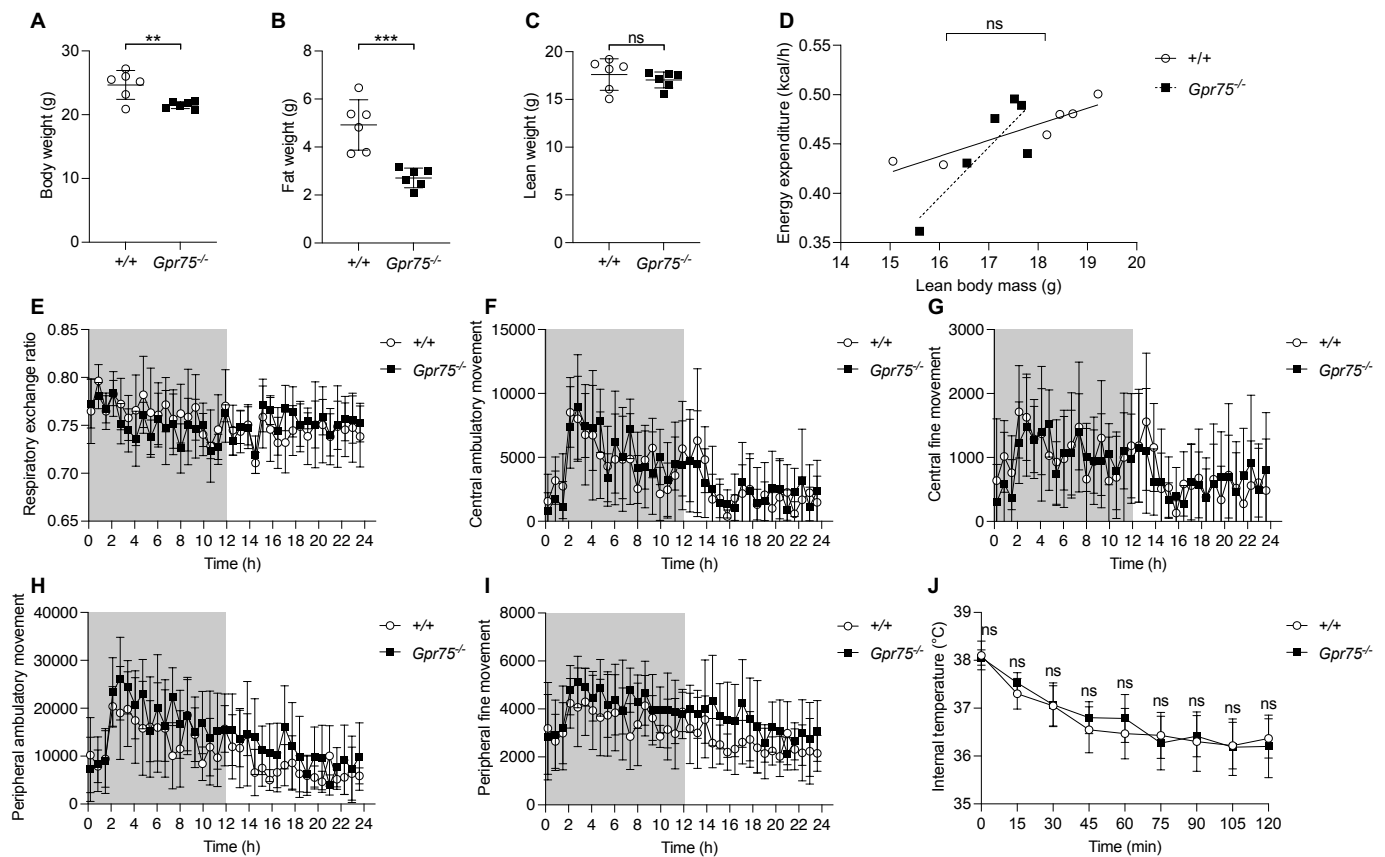 A
Body weight (g)
30
20
10
0
**
+/+ Gpr75-/-
B
Fat weight (g)
8
6
4
2
0
***
+/+ Gpr75-/-
C
Lean weight (g)
20
15
10
5
0
ns
+/+ Gpr75-/-
D
Energy expenditure (kcal/h)
0.55
0.50
0.45
0.40
0.35
ns
14 15 16 17 18 19 20
Lean body mass (g)
+/+
Gpr75-/-
E
Respiratory exchange ratio
0.85
0.80
0.75
0.70
0.65
0 2 4 6 8 10 12 14 16 18 20 22 24
Time (h)
+/+
Gpr75-/-
F
Central ambulatory movement
15000
10000
5000
0
0 2 4 6 8 10 12 14 16 18 20 22 24
Time (h)
+/+
Gpr75-/-
G
Central fine movement
3000
2000
1000
0
0 2 4 6 8 10 12 14 16 18 20 22 24
Time (h)
+/+
Gpr75-/-
H
Peripheral ambulatory movement
40000
30000
20000
10000
0
0 2 4 6 8 10 12 14 16 18 20 22 24
Time (h)
+/+
Gpr75-/-
I
Peripheral fine movement
8000
6000
4000
2000
0
0 2 4 6 8 10 12 14 16 18 20 22 24
Time (h)
+/+
Gpr75-/-
J
Internal temperature (°C)
39
38
37
36
35
ns ns ns ns ns ns ns ns ns
0 15 30 45 60 75 90 105 120
Time (min)
+/+
Gpr75-/-